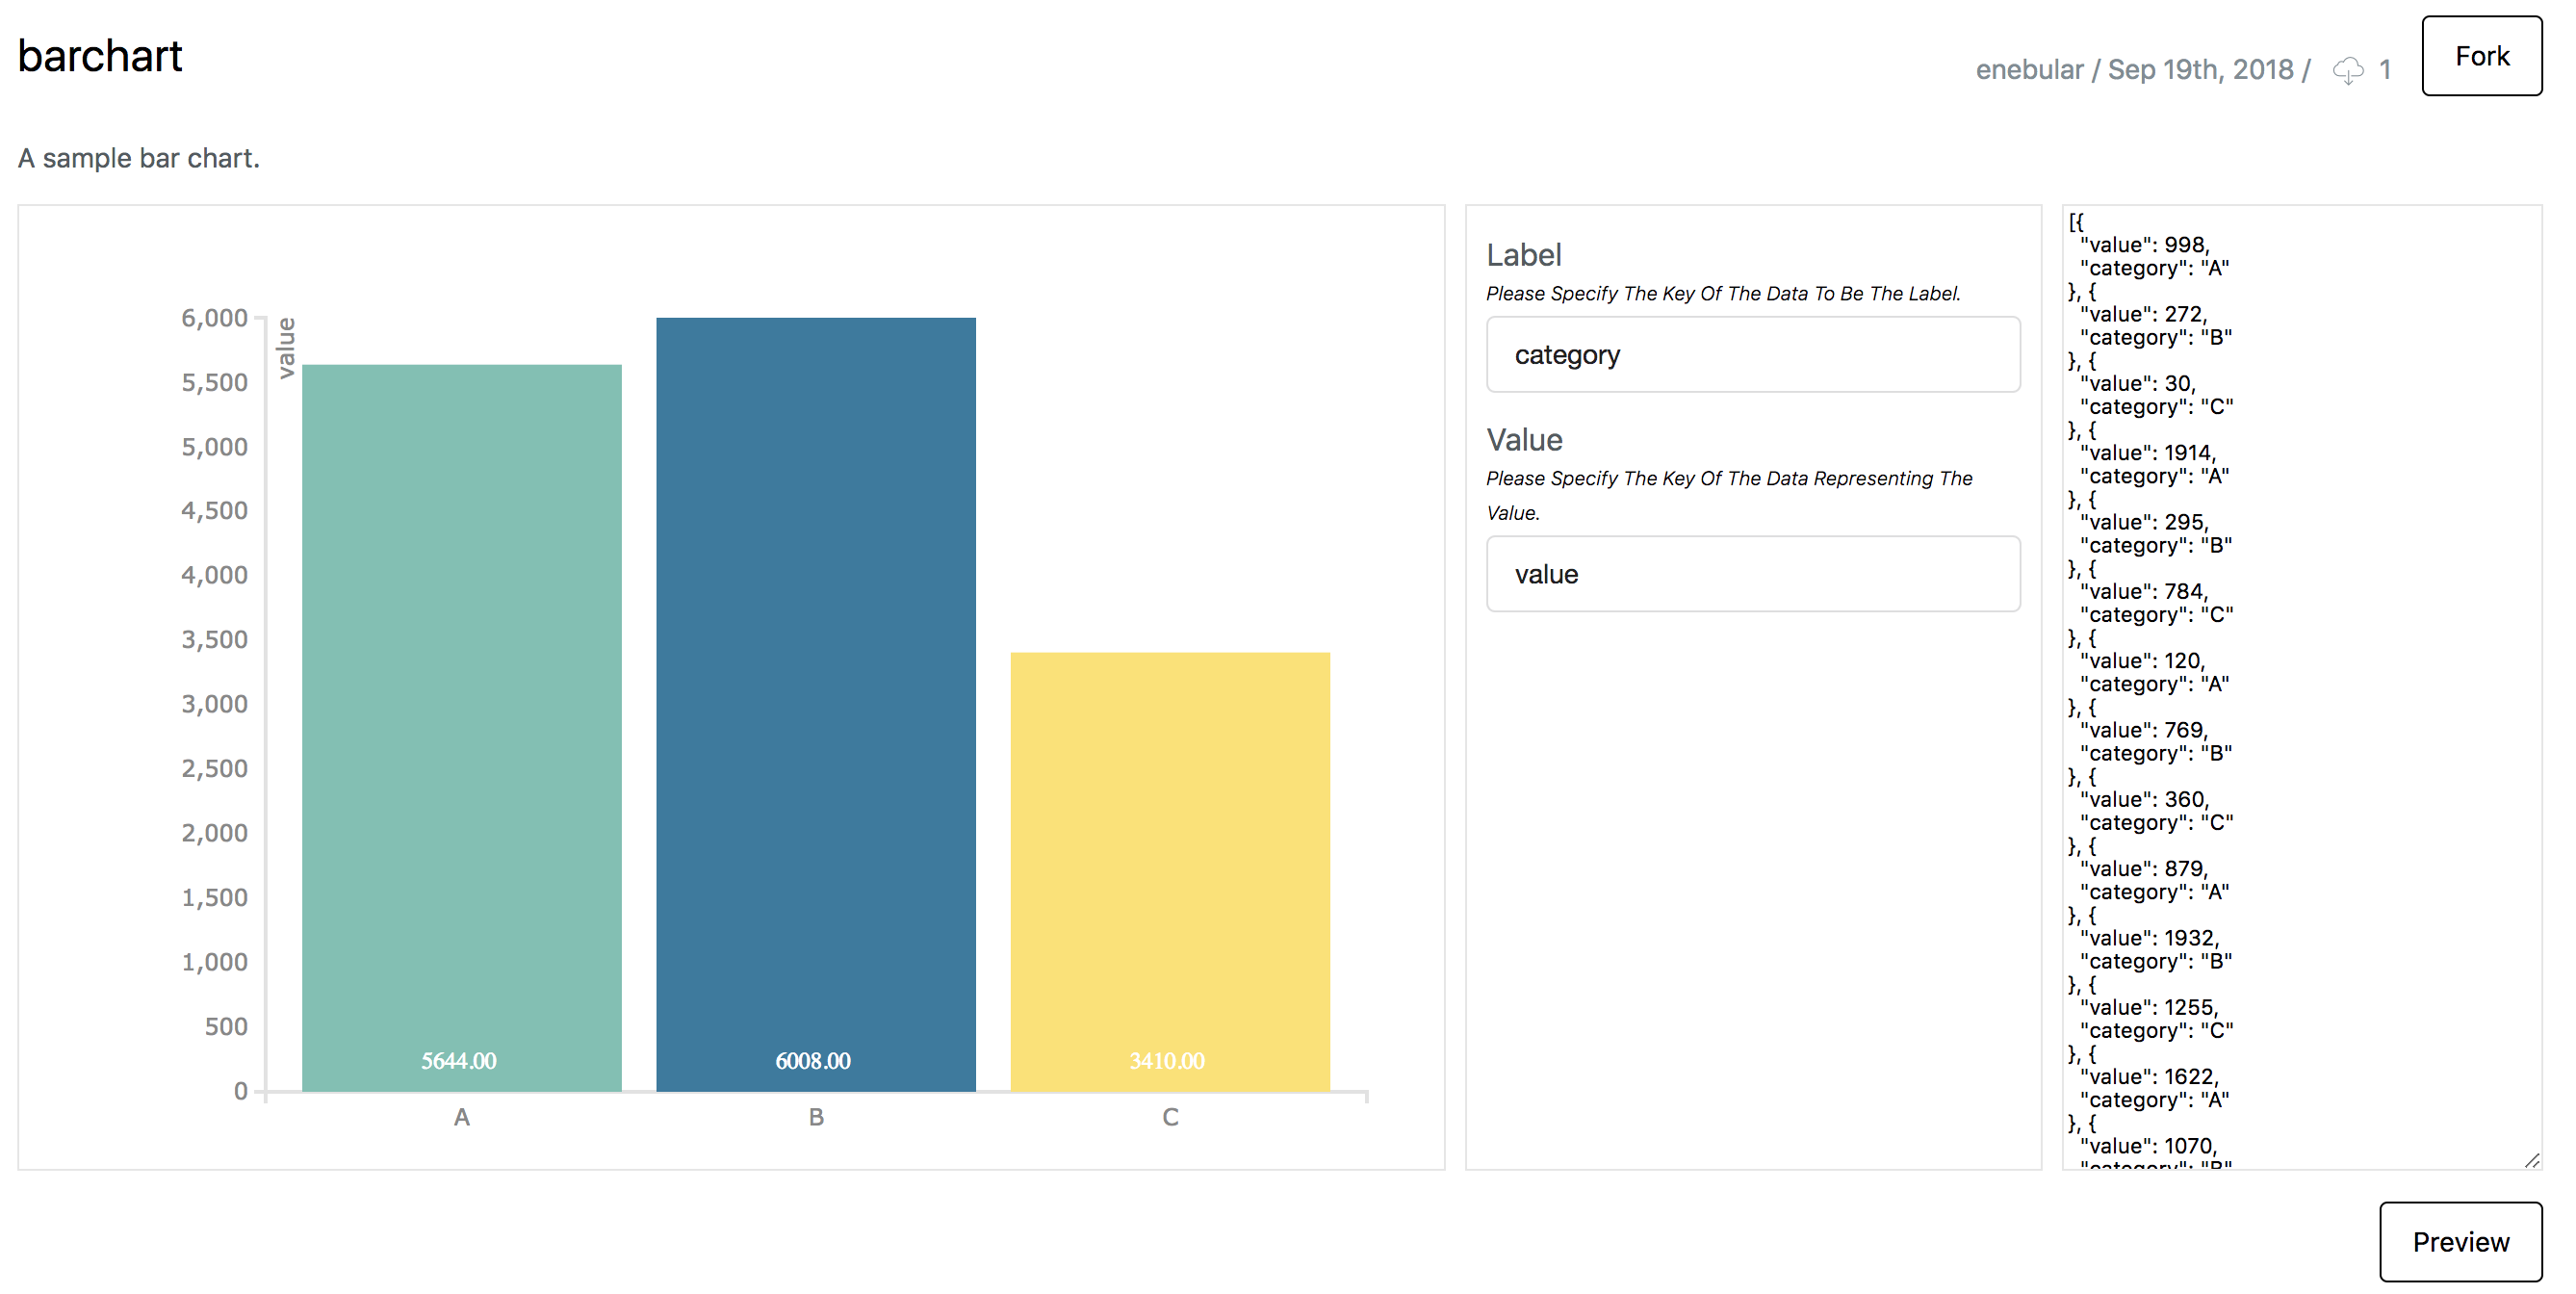 barchart
enebular / Sep 19th, 2018 / 1
Fork
A sample bar chart.
value
6,000
5,500
5,000
4,500
4,000
3,500
3,000
2,500
2,000
1,500
1,000
500
0
5644.00
6008.00
3410.00
A
B
C
Label
Please Specify The Key Of The Data To Be The Label.
category
Value
Please Specify The Key Of The Data Representing The
Value.
value
[{
"value": 998,
"category": "A"
}, {
"value": 272,
"category": "B"
}, {
"value": 30,
"category": "C"
}, {
"value": 1914,
"category": "A"
}, {
"value": 295,
"category": "B"
}, {
"value": 784,
"category": "C"
}, {
"value": 120,
"category": "A"
}, {
"value": 769,
"category": "B"
}, {
"value": 360,
"category": "C"
}, {
"value": 879,
"category": "A"
}, {
"value": 1932,
"category": "B"
}, {
"value": 1255,
"category": "C"
}, {
"value": 1622,
"category": "A"
}, {
"value": 1070,
"category": "B"
Preview